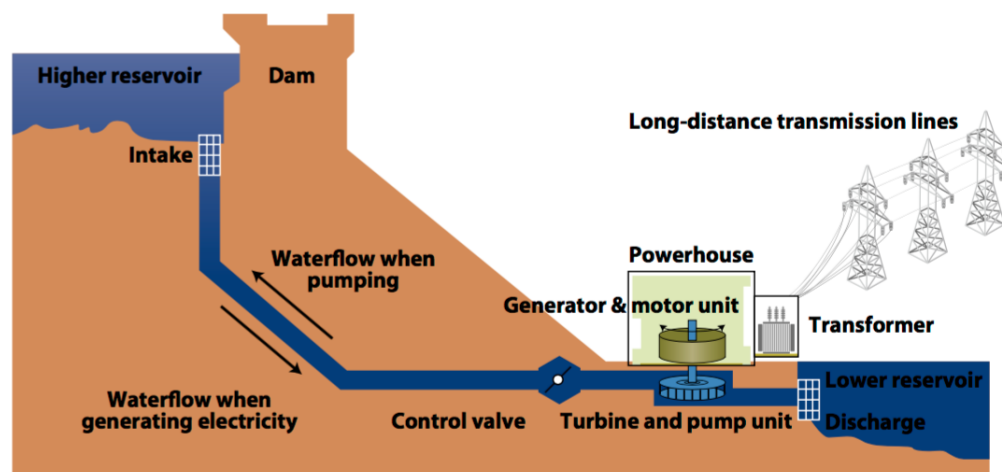 Higher reservoir
Dam
Long-distance transmission lines
Intake
Waterflow when
pumping
Powerhouse
Generator & motor unit
Transformer
Waterflow when
generating electricity
Control valve
Turbine and pump unit
Lower reservoir
Discharge